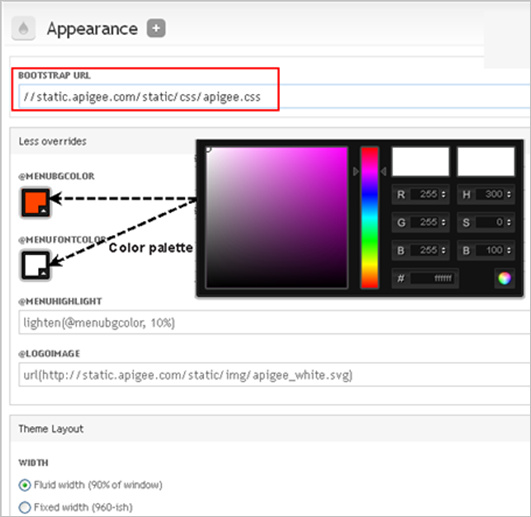 Appearance +
BOOTSTRAP URL
//static.apigee.com/static/css/apigee.css
Less overrides
@MENUBGCOLOR
R 255 H 300
G 255 S 0
B 255 B 100
# ffffff
@MENUFONTCOLOR
Color palette
@MENUHIGHLIGHT
lighten(@menubgcolor, 10%)
@LOGOIMAGE
url(http://static.apigee.com/static/img/apigee_white.svg)
Theme Layout
WIDTH
Fluid width (90% of window)
Fixed width (960-ish)